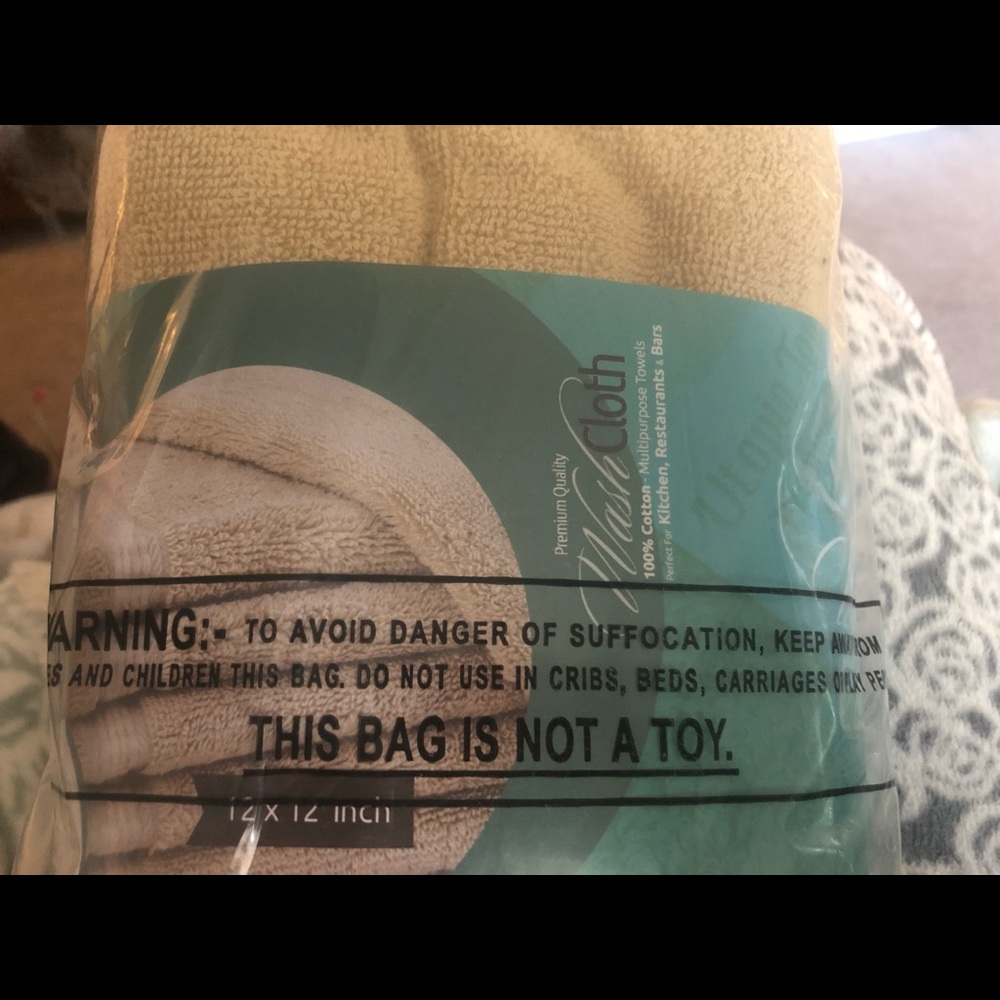 Premium Quality
Wash Cloth
100% Cotton - Multipurpose Towels
Perfect For Kitchen, Restaurants & Bars
ARNING:- TO AVOID DANGER OF SUFFOCATION, KEEP AWAY FROM
ES AND CHILDREN THIS BAG. DO NOT USE IN CRIBS, BEDS, CARRIAGES OR PLAY PE
THIS BAG IS NOT A TOY.
12 x 12 inch